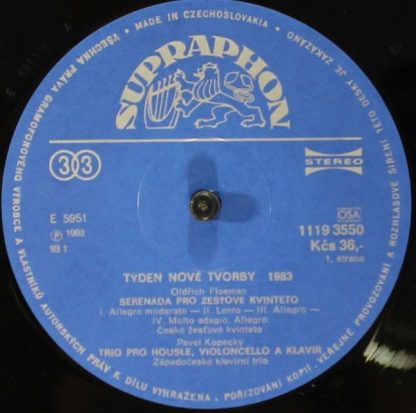 VŠECHNA PRÁVA GRAMOFONOVÉHO VÝROBCE A VLASTNÍKŮ AUTORSKÝCH PRÁV K DÍLU VYHRAŽENA • POŘIZOVÁNÍ KOPIÍ, VEŘEJNÉ PROVOZOVÁNÍ A ROZHLASOVÉ ŠÍŘENÍ TÉTO DESKY JE ZAKÁZÁNO
• MADE IN CZECHOSLOVAKIA •
SUPRAPHON
33
STEREO
E 5951
Ⓟ 1983
93 1
OSA
1119 3550
Kčs 36,-
1. strana
TÝDEN NOVÉ TVORBY 1983
Oldřich Flosman
SERENÁDA PRO ŽESŤOVÉ KVINTETO
I. Allegro moderato — II. Lento — III. Allegro —
IV. Molto adagio, Allegro
České žesťové kvinteto
Pavel Kopecký
TRIO PRO HOUSLE, VIOLONCELLO A KLAVÍR
Západočeské klavírní trio